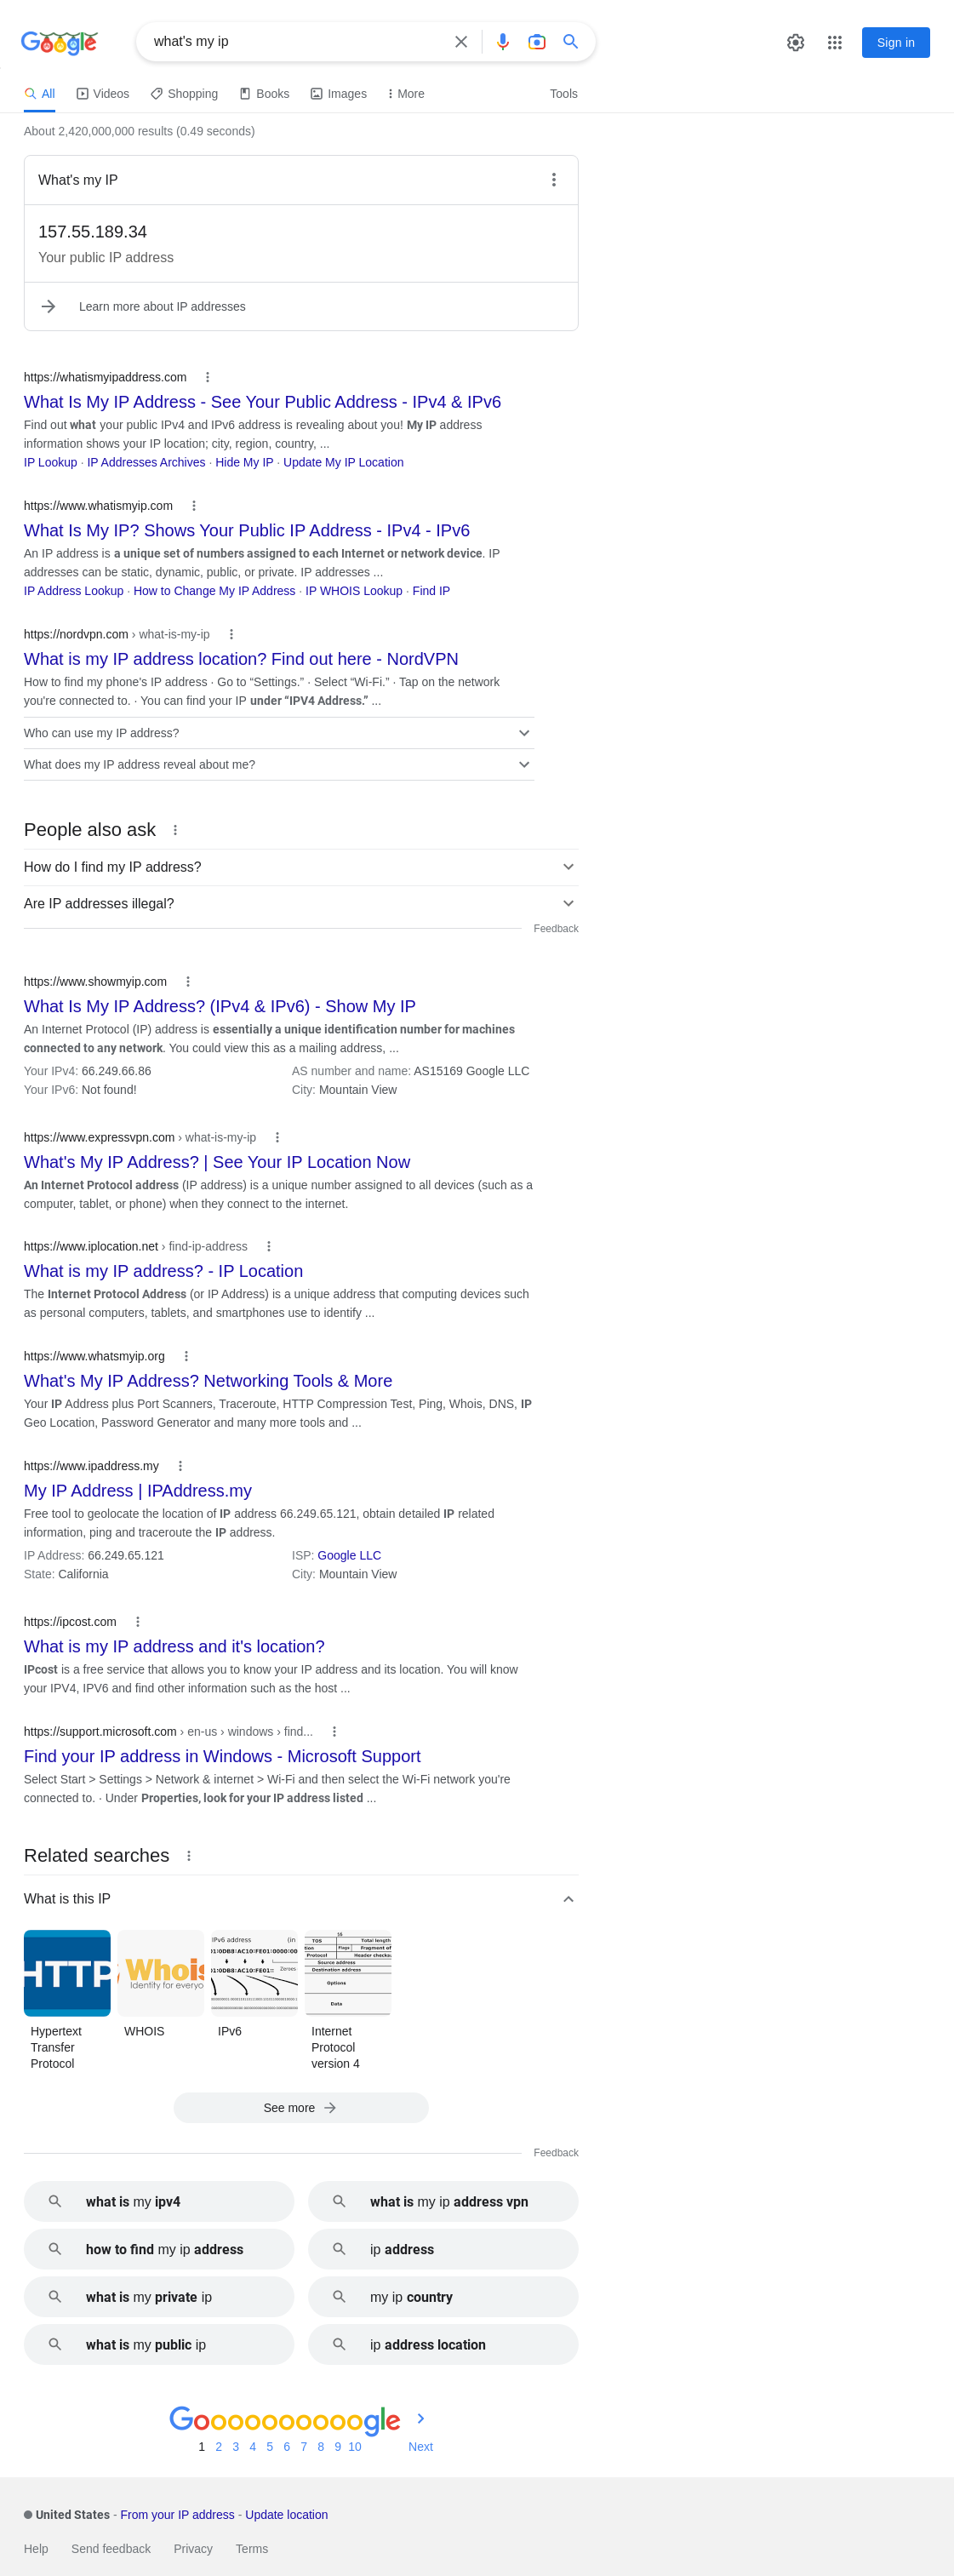 Google
what's my ip
Sign in
All
Videos
Shopping
Books
Images
More
Tools
About 2,420,000,000 results (0.49 seconds)
What's my IP
157.55.189.34
Your public IP address
Learn more about IP addresses
https://whatismyipaddress.com
What Is My IP Address - See Your Public Address - IPv4 & IPv6
Find out what your public IPv4 and IPv6 address is revealing about you! My IP address
information shows your IP location; city, region, country, ...
IP Lookup · IP Addresses Archives · Hide My IP · Update My IP Location
https://www.whatismyip.com
What Is My IP? Shows Your Public IP Address - IPv4 - IPv6
An IP address is a unique set of numbers assigned to each Internet or network device. IP
addresses can be static, dynamic, public, or private. IP addresses ...
IP Address Lookup · How to Change My IP Address · IP WHOIS Lookup · Find IP
https://nordvpn.com › what-is-my-ip
What is my IP address location? Find out here - NordVPN
How to find my phone's IP address · Go to “Settings.” · Select “Wi-Fi.” · Tap on the network
you're connected to. · You can find your IP under “IPV4 Address.” ...
Who can use my IP address?
What does my IP address reveal about me?
People also ask
How do I find my IP address?
Are IP addresses illegal?
Feedback
https://www.showmyip.com
What Is My IP Address? (IPv4 & IPv6) - Show My IP
An Internet Protocol (IP) address is essentially a unique identification number for machines
connected to any network. You could view this as a mailing address, ...
Your IPv4: 66.249.66.86
AS number and name: AS15169 Google LLC
Your IPv6: Not found!
City: Mountain View
https://www.expressvpn.com › what-is-my-ip
What's My IP Address? | See Your IP Location Now
An Internet Protocol address (IP address) is a unique number assigned to all devices (such as a
computer, tablet, or phone) when they connect to the internet.
https://www.iplocation.net › find-ip-address
What is my IP address? - IP Location
The Internet Protocol Address (or IP Address) is a unique address that computing devices such
as personal computers, tablets, and smartphones use to identify ...
https://www.whatsmyip.org
What's My IP Address? Networking Tools & More
Your IP Address plus Port Scanners, Traceroute, HTTP Compression Test, Ping, Whois, DNS, IP
Geo Location, Password Generator and many more tools and ...
https://www.ipaddress.my
My IP Address | IPAddress.my
Free tool to geolocate the location of IP address 66.249.65.121, obtain detailed IP related
information, ping and traceroute the IP address.
IP Address: 66.249.65.121
ISP: Google LLC
State: California
City: Mountain View
https://ipcost.com
What is my IP address and it's location?
IPcost is a free service that allows you to know your IP address and its location. You will know
your IPV4, IPV6 and find other information such as the host ...
https://support.microsoft.com › en-us › windows › find...
Find your IP address in Windows - Microsoft Support
Select Start > Settings > Network & internet > Wi-Fi and then select the Wi-Fi network you're
connected to. · Under Properties, look for your IP address listed ...
Related searches
What is this IP
HTTP
Whois
Identity for everyo
IPv6 address (in
Zeroes
16
TOS Total length
Flags Fragment of
Protocol Header checks
Source address
Destination address
Options
Data
Hypertext
Transfer
Protocol
WHOIS
IPv6
Internet
Protocol
version 4
See more
Feedback
what is my ipv4
what is my ip address vpn
how to find my ip address
ip address
what is my private ip
my ip country
what is my public ip
ip address location
Goooooooooogle
1 2 3 4 5 6 7 8 9 10 Next
United States - From your IP address - Update location
Help
Send feedback
Privacy
Terms